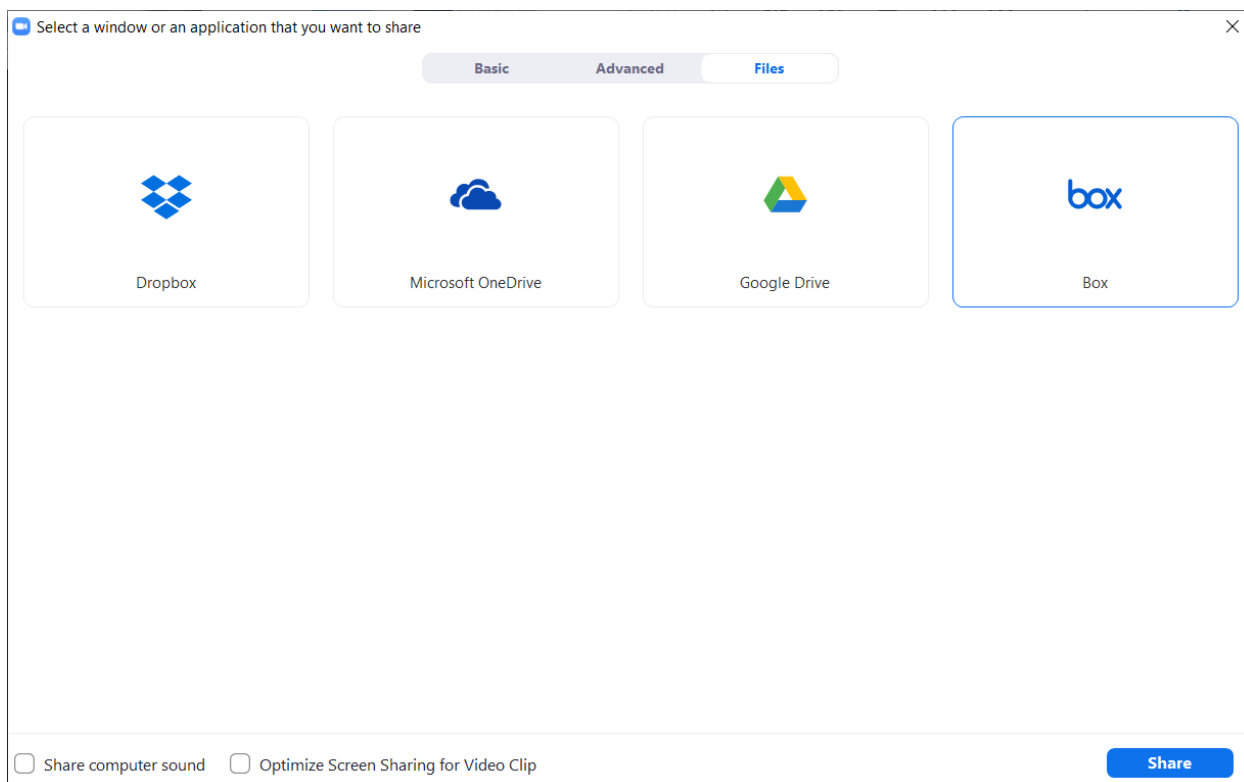 Select a window or an application that you want to share
Basic Advanced Files
box
Dropbox Microsoft OneDrive Google Drive Box
Share computer sound Optimize Screen Sharing for Video Clip Share